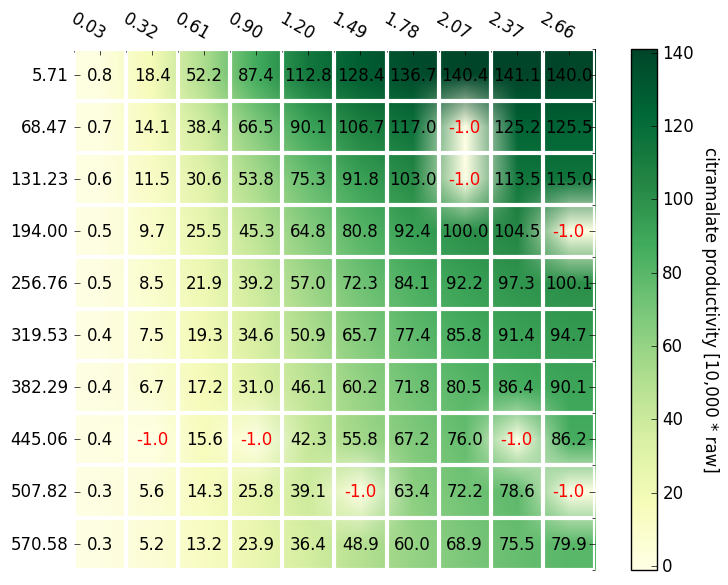 0.03 0.32 0.61 0.90 1.20 1.49 1.78 2.07 2.37 2.66
5.71 0.8 18.4 52.2 87.4 112.8 128.4 136.7 140.4 141.1 140.0
68.47 0.7 14.1 38.4 66.5 90.1 106.7 117.0 -1.0 125.2 125.5
131.23 0.6 11.5 30.6 53.8 75.3 91.8 103.0 -1.0 113.5 115.0
194.00 0.5 9.7 25.5 45.3 64.8 80.8 92.4 100.0 104.5 -1.0
256.76 0.5 8.5 21.9 39.2 57.0 72.3 84.1 92.2 97.3 100.1
319.53 0.4 7.5 19.3 34.6 50.9 65.7 77.4 85.8 91.4 94.7
382.29 0.4 6.7 17.2 31.0 46.1 60.2 71.8 80.5 86.4 90.1
445.06 0.4 -1.0 15.6 -1.0 42.3 55.8 67.2 76.0 -1.0 86.2
507.82 0.3 5.6 14.3 25.8 39.1 -1.0 63.4 72.2 78.6 -1.0
570.58 0.3 5.2 13.2 23.9 36.4 48.9 60.0 68.9 75.5 79.9
140
120
100
80
60
40
20
0
citramalate productivity [10,000 * raw]